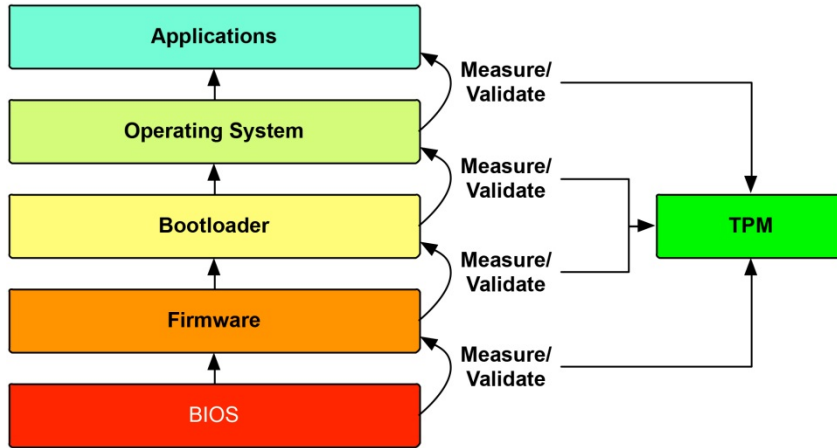 Applications
Measure/
Validate
Operating System
Measure/
Validate
Bootloader
TPM
Measure/
Validate
Firmware
Measure/
Validate
BIOS